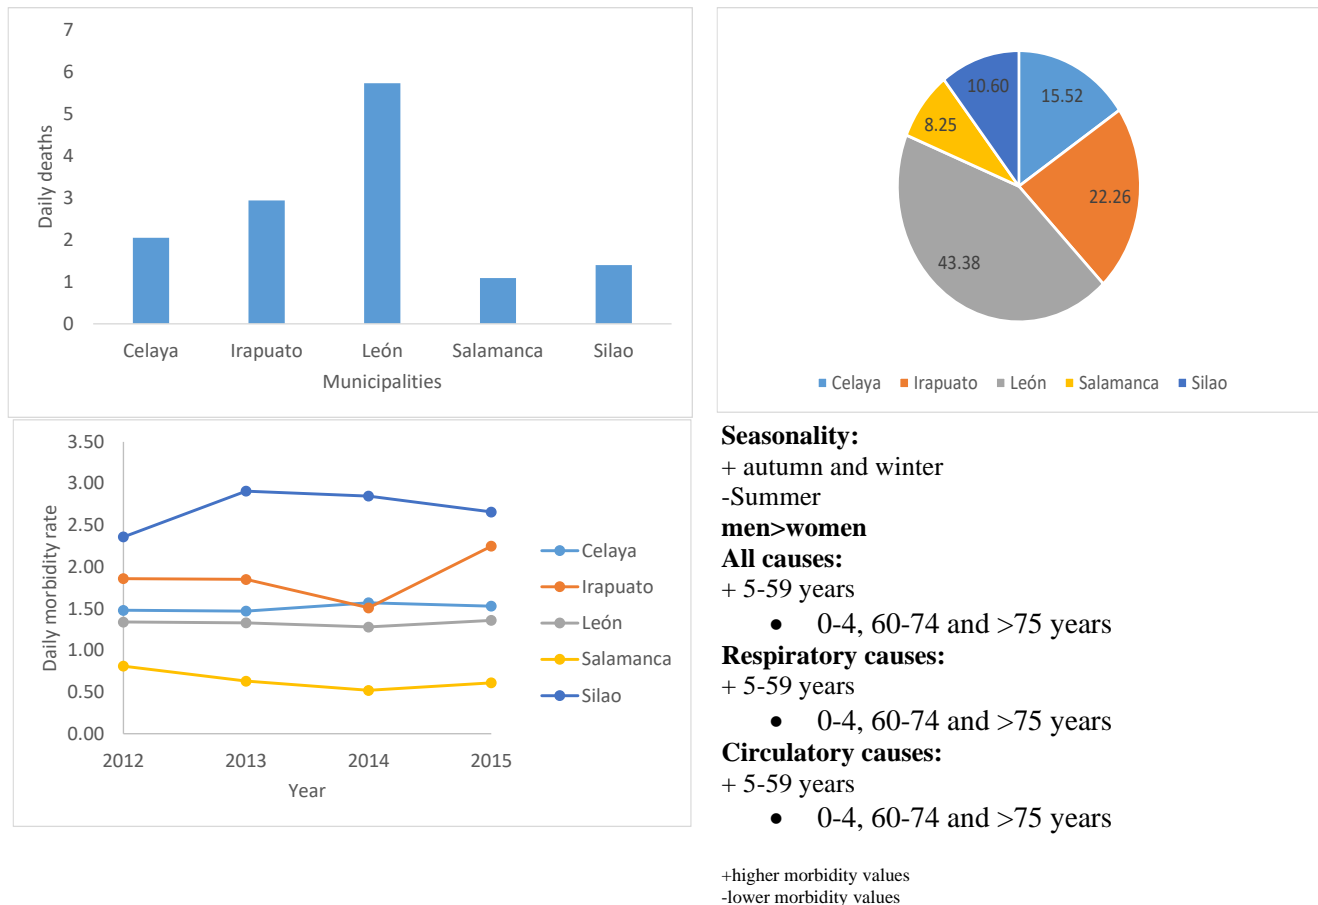 7
6
5
4
3
2
1
0
Daily deaths
Celaya Irapuato León Salamanca Silao
Municipalities
10.60
15.52
8.25
22.26
43.38
Celaya Irapuato León Salamanca Silao
3.50
3.00
2.50
2.00
1.50
1.00
0.50
0.00
Daily morbidity rate
2012 2013 2014 2015
Year
Celaya
Irapuato
León
Salamanca
Silao
Seasonality:
+ autumn and winter
-Summer
men>women
All causes:
+ 5-59 years
• 0-4, 60-74 and >75 years
Respiratory causes:
+ 5-59 years
• 0-4, 60-74 and >75 years
Circulatory causes:
+ 5-59 years
• 0-4, 60-74 and >75 years
+higher morbidity values
-lower morbidity values